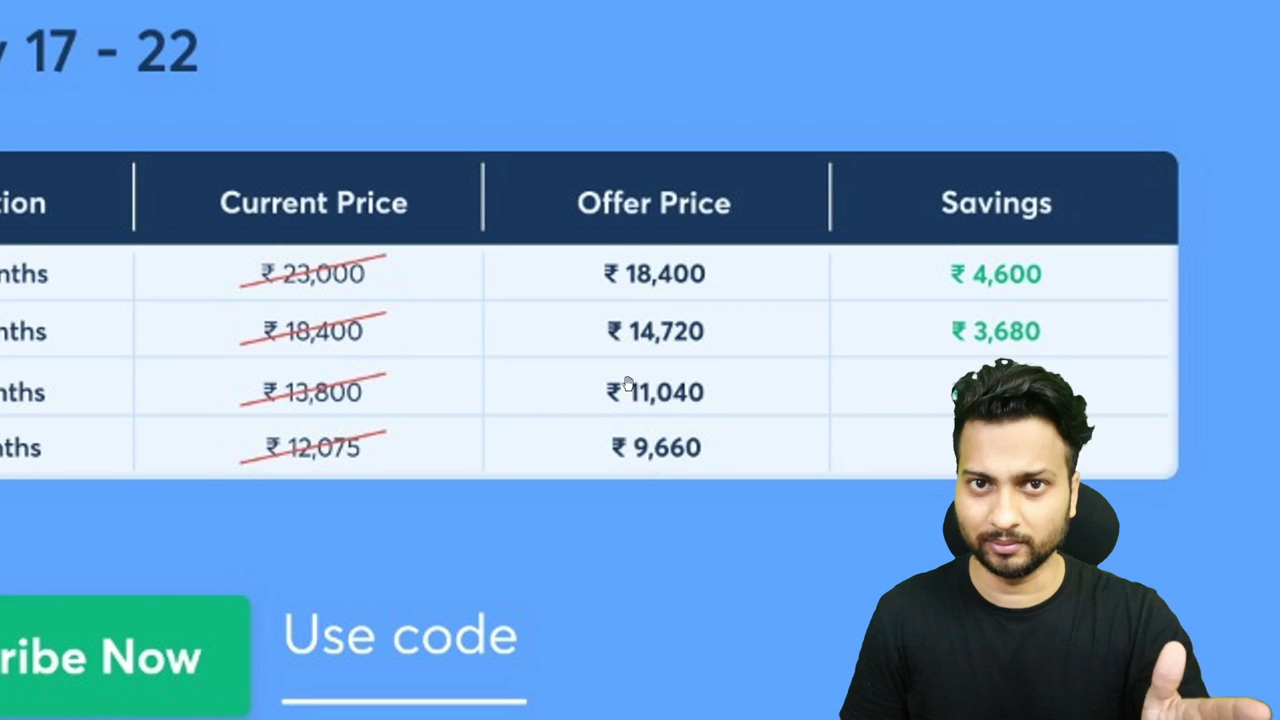 17 - 22
tion Current Price Offer Price Savings
nths ₹ 23,000 ₹ 18,400 ₹ 4,600
nths ₹ 18,400 ₹ 14,720 ₹ 3,680
nths ₹ 13,800 ₹ 11,040
nths ₹ 12,075 ₹ 9,660
ribe Now Use code